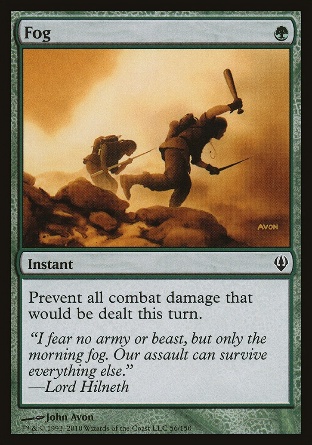 Fog
AVON
Instant
Prevent all combat damage that
would be dealt this turn.
“I fear no army or beast, but only the
morning fog. Our assault can survive
everything else.”
—Lord Hilneth
John Avon
™ & © 1993–2010 Wizards of the Coast LLC 56/150